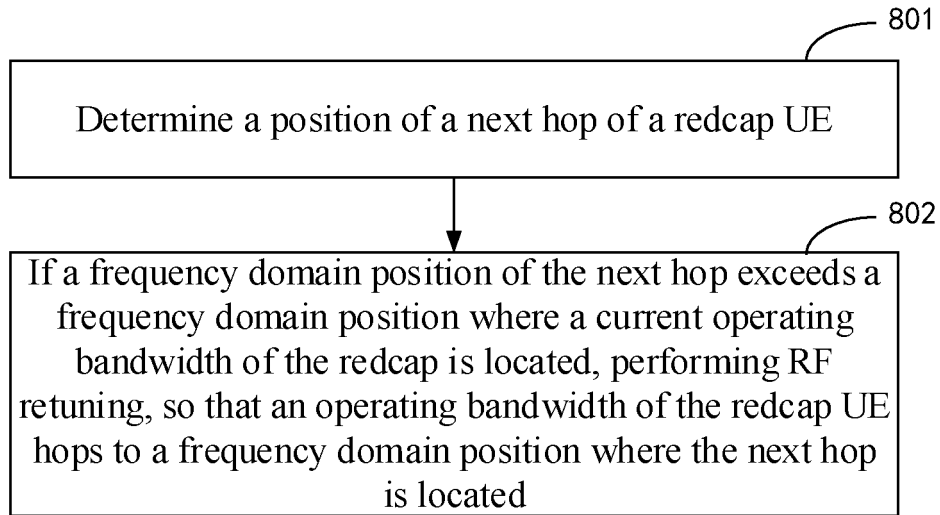 801
Determine a position of a next hop of a redcap UE
802
If a frequency domain position of the next hop exceeds a
frequency domain position where a current operating
bandwidth of the redcap is located, performing RF
retuning, so that an operating bandwidth of the redcap UE
hops to a frequency domain position where the next hop
is located